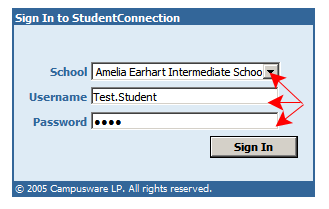 Sign In to StudentConnection
School Amelia Earhart Intermediate Schoo
Username Test.Student
Password ●●●●
Sign In
© 2005 Campusware LP. All rights reserved.